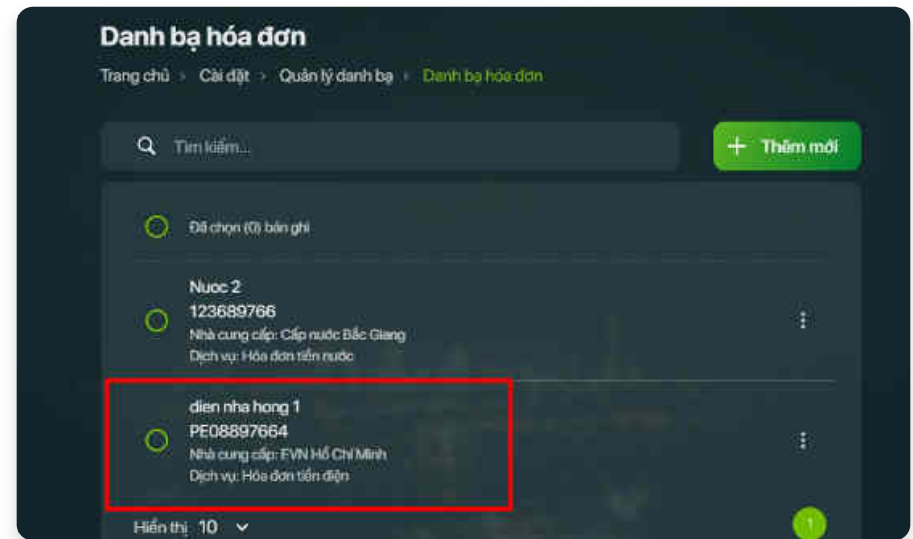 Danh bạ hóa đơn
Trang chủ > Cài đặt > Quản lý danh bạ > Danh bạ hóa đơn
Tìm kiếm...
+ Thêm mới
Đã chọn (0) bản ghi
Nuoc 2
123689766
Nhà cung cấp: Cấp nước Bắc Giang
Dịch vụ: Hóa đơn tiền nước
dien nha hong 1
PE08897664
Nhà cung cấp: EVN Hồ Chí Minh
Dịch vụ: Hóa đơn tiền điện
Hiển thị 10
1